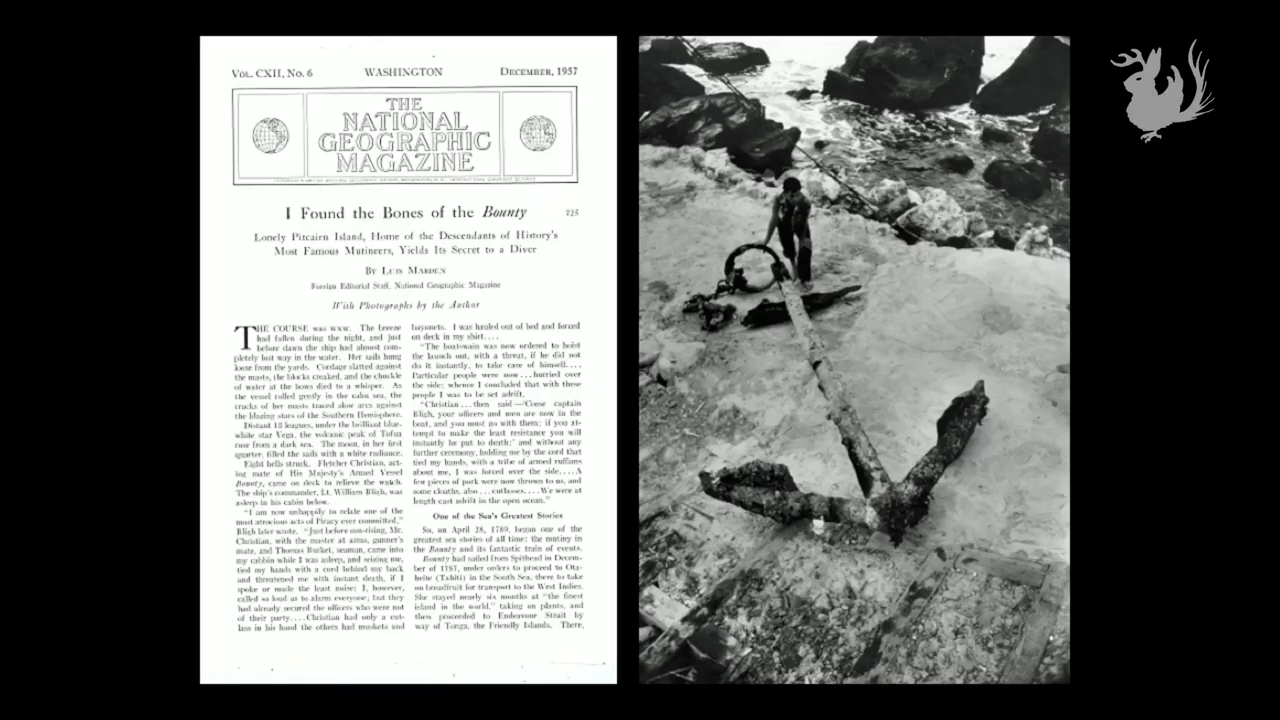 VOL. CXII, No. 6 WASHINGTON DECEMBER, 1957
THE
NATIONAL
GEOGRAPHIC
MAGAZINE
I Found the Bones of the Bounty 725
Lonely Pitcairn Island, Home of the Descendants of History's
Most Famous Mutineers, Yields Its Secret to a Diver
BY LUIS MARDEN
Foreign Editorial Staff, National Geographic Magazine
With Photographs by the Author
THE COURSE was WNW. The breeze
had fallen during the night, and just
before dawn the ship had almost com-
pletely lost way in the water. Her sails hung
loose from the yards. Cordage slatted against
the masts, the blocks creaked, and the chuckle
of water at the bows died to a whisper. As
the vessel rolled gently in the calm sea, the
trucks of her masts traced slow arcs against
the blazing stars of the Southern Hemisphere.
Distant 10 leagues, under the brilliant blue-
white star Vega, the volcanic peak of Tofua
rose from a dark sea. The moon, in her first
quarter, filled the sails with a white radiance.
Eight bells struck. Fletcher Christian, act-
ing mate of His Majesty's Armed Vessel
Bounty, came on deck to relieve the watch.
The ship's commander, Lt. William Bligh, was
asleep in his cabin below.
"I am now unhappily to relate one of the
most atrocious acts of Piracy ever committed,"
Bligh later wrote. "Just before sun-rising, Mr.
Christian, with the master at arms, gunner's
mate, and Thomas Burket, seaman, came into
my cabbin while I was asleep, and seizing me,
tied my hands with a cord behind my back
and threatened me with instant death, if I
spoke or made the least noise: I, however,
called so loud as to alarm everyone; but they
had already secured the officers who were not
of their party....Christian had only a cut-
lass in his hand the others had muskets and
bayonets. I was hauled out of bed and forced
on deck in my shirt....
"The boatswain was now ordered to hoist
the launch out, with a threat, if he did not
do it instantly, to take care of himself....
Particular people were now...hurried over
the side; whence I concluded that with these
people I was to be set adrift.
"Christian...then said—'Come captain
Bligh, your officers and men are now in the
boat, and you must go with them; if you at-
tempt to make the least resistance you will
instantly be put to death;' and without any
further ceremony, holding me by the cord that
tied my hands, with a tribe of armed ruffians
about me, I was forced over the side....A
few pieces of pork were now thrown to us, and
some cloaths, also...cutlasses....We were at
length cast adrift in the open ocean."
One of the Sea's Greatest Stories
So, on April 28, 1789, began one of the
greatest sea stories of all time: the mutiny in
the Bounty and its fantastic train of events.
Bounty had sailed from Spithead in Decem-
ber of 1787, under orders to proceed to Ota-
heite (Tahiti) in the South Sea, there to take
on breadfruit for transport to the West Indies.
She stayed nearly six months at "the finest
island in the world," taking on plants, and
then proceeded to Endeavour Strait by
way of Tonga, the Friendly Islands. There,